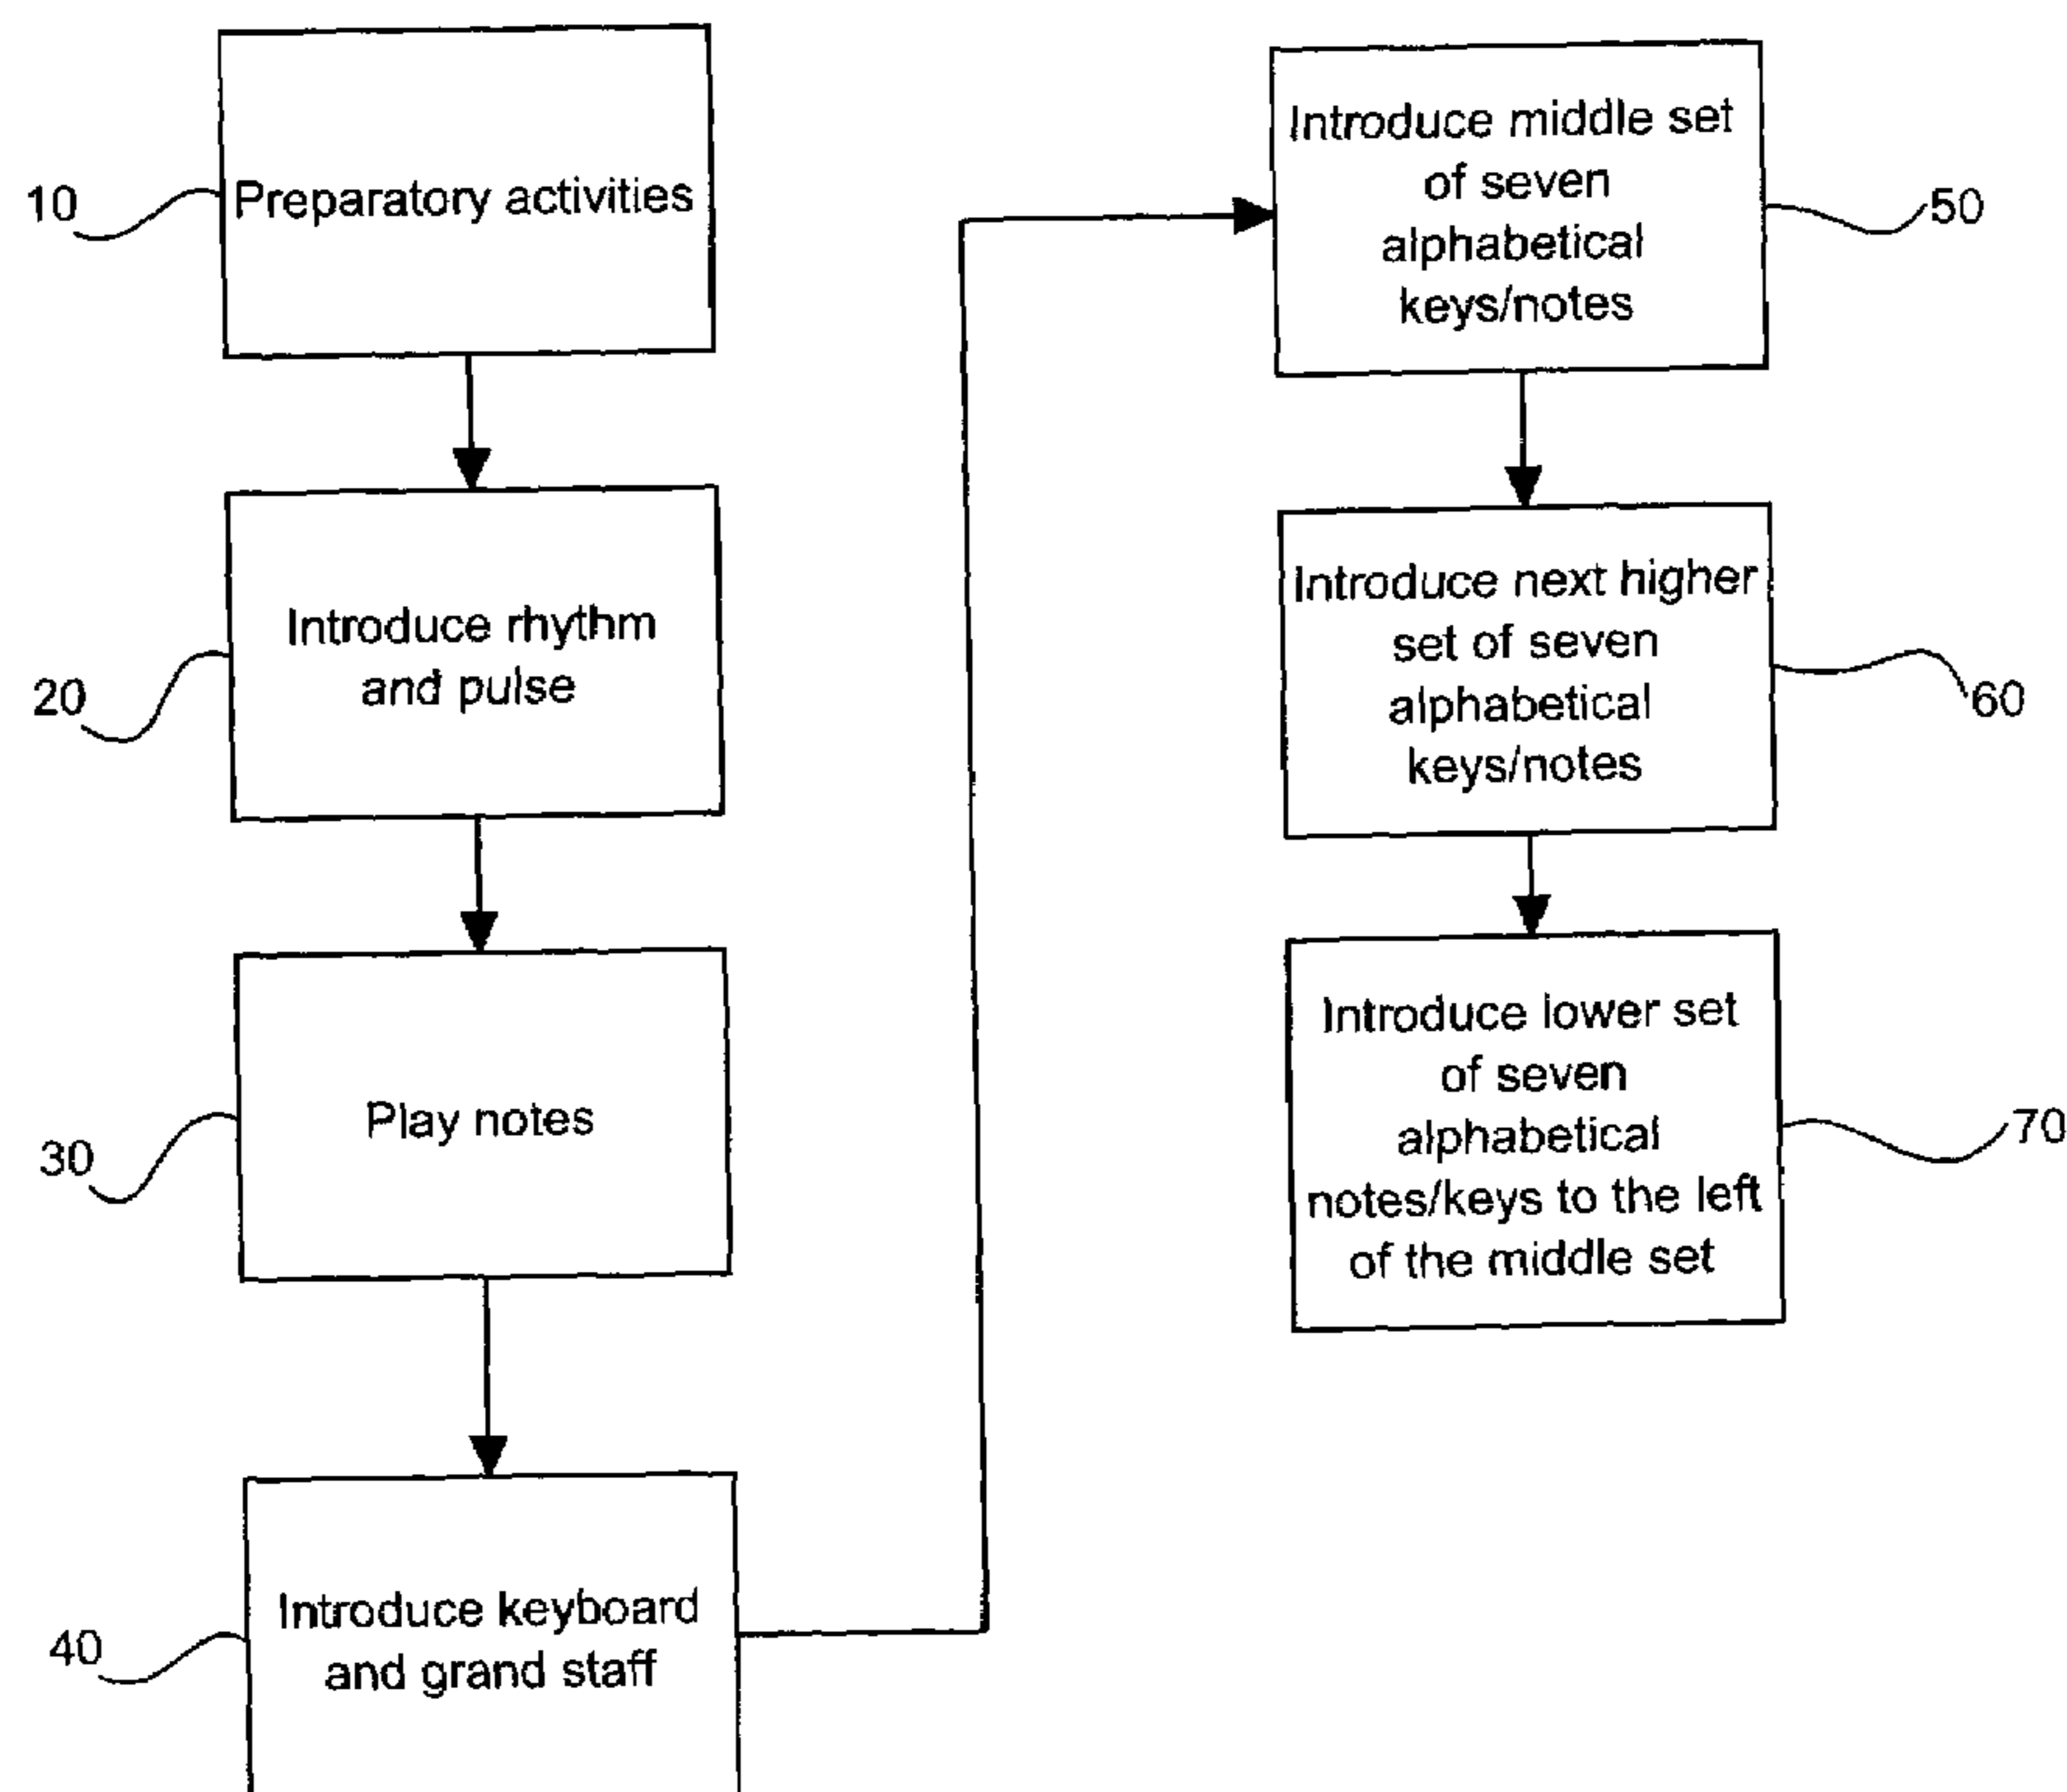 10
Preparatory activities
20
Introduce rhythm
and pulse
30
Play notes
40
Introduce keyboard
and grand staff
Introduce middle set
of seven
alphabetical
keys/notes
50
Introduce next higher
set of seven
alphabetical
keys/notes
60
Introduce lower set
of seven
alphabetical
notes/keys to the left
of the middle set
70